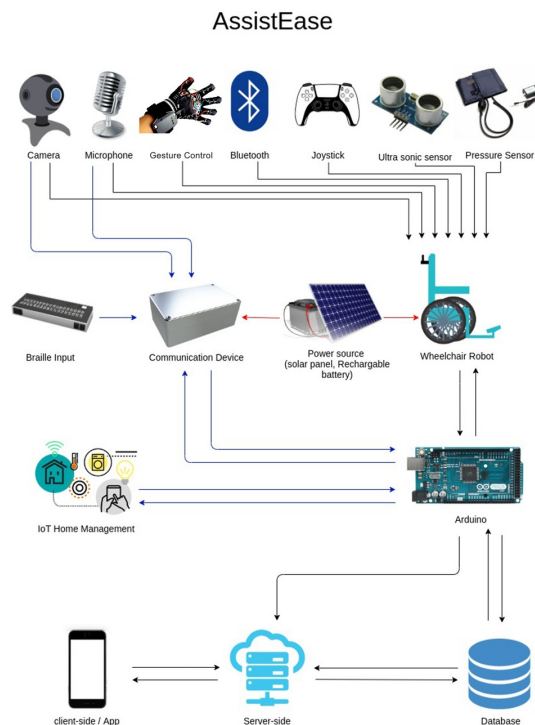 AssistEase
Camera
Microphone
Gesture Control
Bluetooth
Joystick
Ultra sonic sensor
Pressure Sensor
Braille Input
Communication Device
Power source
(solar panel, Rechargable
battery)
Wheelchair Robot
IoT Home Management
Arduino
client-side / App
Server-side
Database